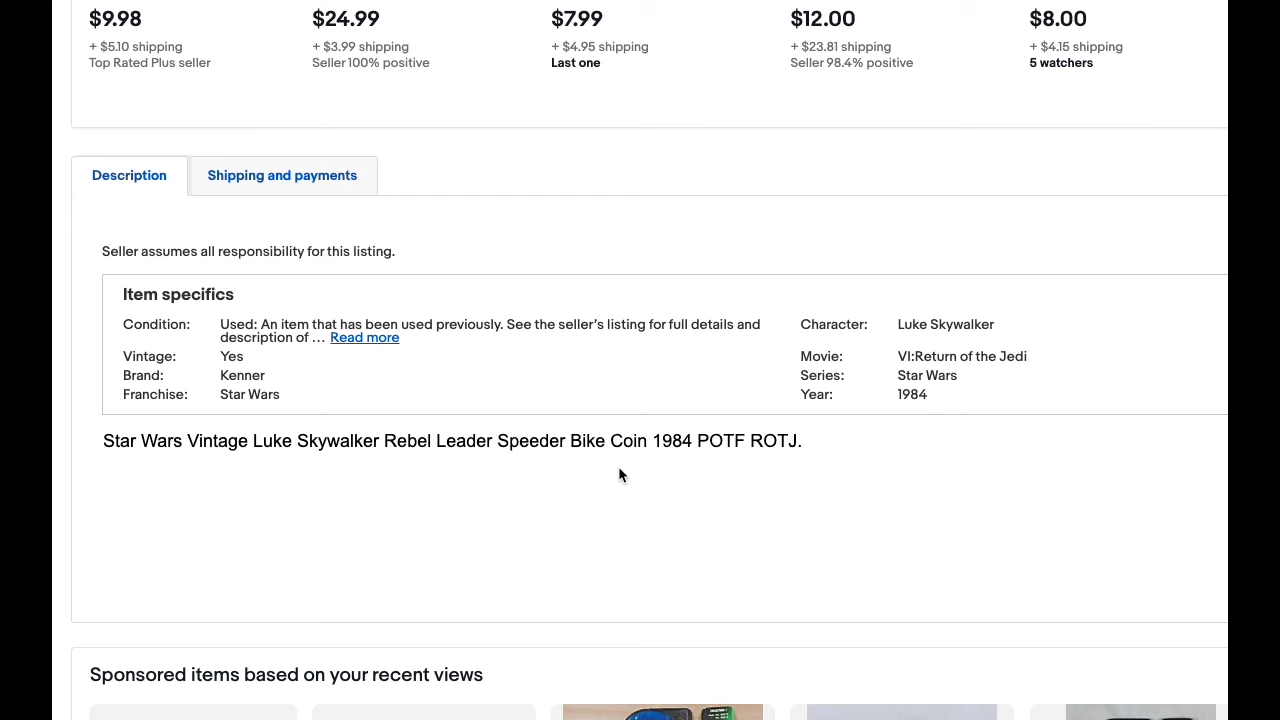 $9.98 $24.99 $7.99 $12.00 $8.00
+ $5.10 shipping + $3.99 shipping + $4.95 shipping + $23.81 shipping + $4.15 shipping
Top Rated Plus seller Seller 100% positive Last one Seller 98.4% positive 5 watchers
Description Shipping and payments
Seller assumes all responsibility for this listing.
Item specifics
Condition: Used: An item that has been used previously. See the seller's listing for full details and Character: Luke Skywalker
description of ... Read more
Vintage: Yes Movie: VI:Return of the Jedi
Brand: Kenner Series: Star Wars
Franchise: Star Wars Year: 1984
Star Wars Vintage Luke Skywalker Rebel Leader Speeder Bike Coin 1984 POTF ROTJ.
Sponsored items based on your recent views